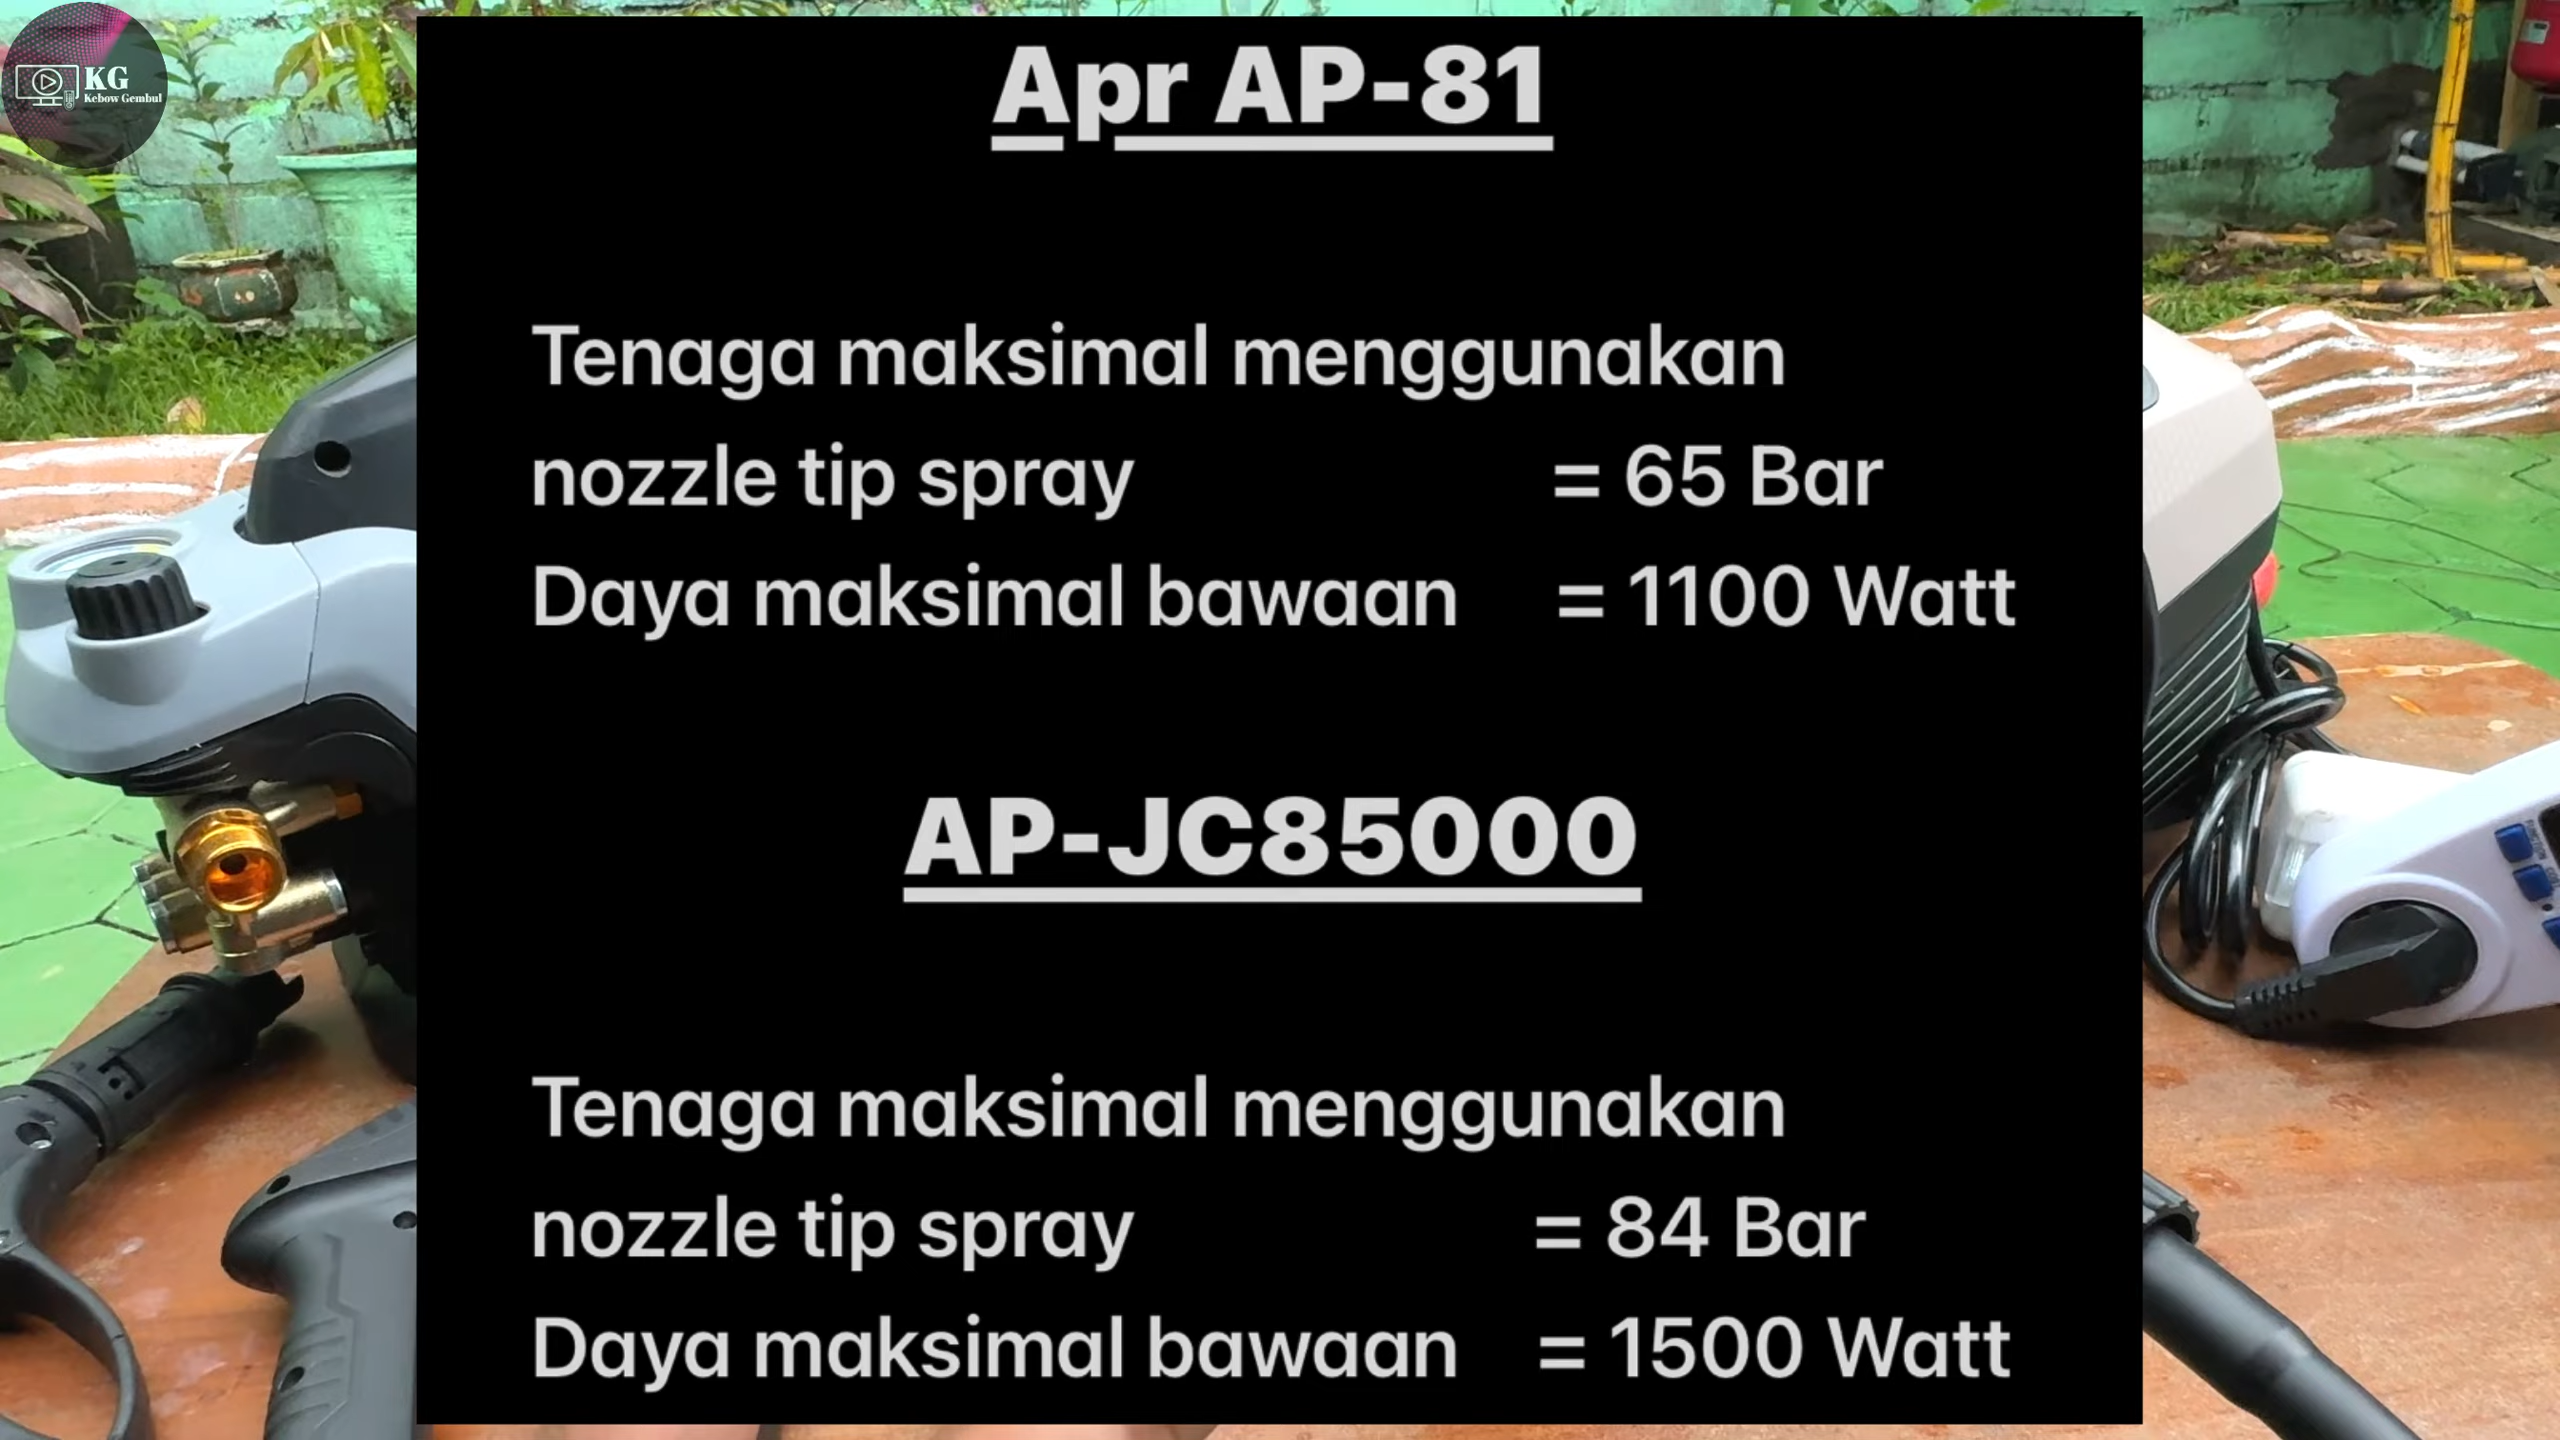 KG
Kebow Gembul
Apr AP-81
Tenaga maksimal menggunakan
nozzle tip spray = 65 Bar
Daya maksimal bawaan = 1100 Watt
AP-JC85000
Tenaga maksimal menggunakan
nozzle tip spray = 84 Bar
Daya maksimal bawaan = 1500 Watt